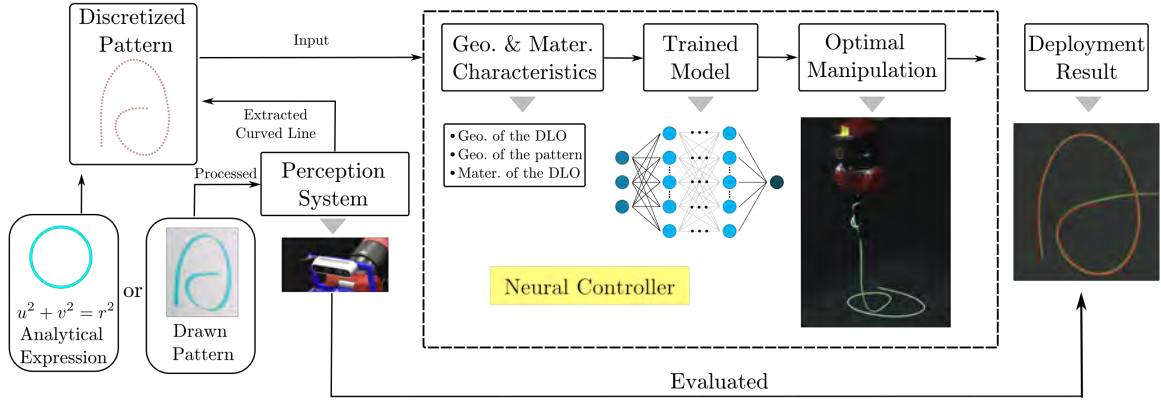 Discretized
Pattern
Input
Extracted
Curved Line
Processed
Perception
System
u² + v² = r²
Analytical
Expression
or
Drawn
Pattern
Geo. & Mater.
Characteristics
• Geo. of the DLO
• Geo. of the pattern
• Mater. of the DLO
Trained
Model
Optimal
Manipulation
Neural Controller
Deployment
Result
Evaluated